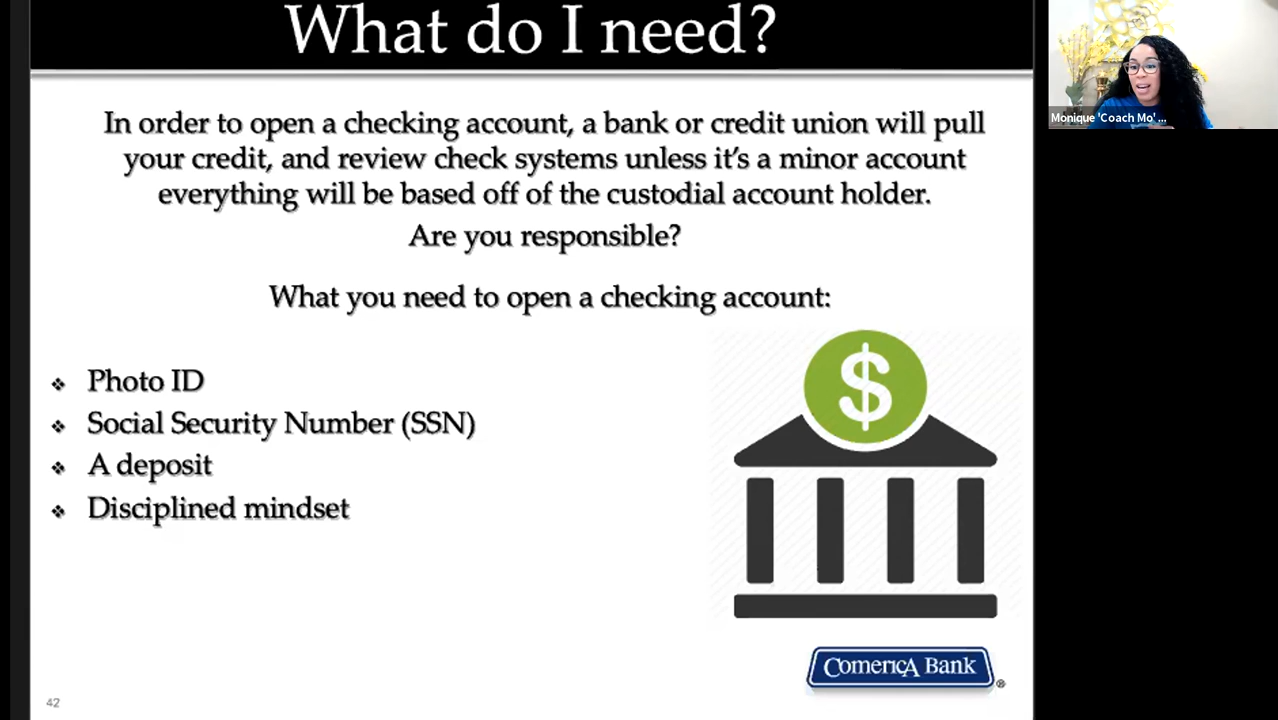 What do I need?
In order to open a checking account, a bank or credit union will pull
your credit, and review check systems unless it's a minor account
everything will be based off of the custodial account holder.
Are you responsible?
What you need to open a checking account:
❖ Photo ID
❖ Social Security Number (SSN)
❖ A deposit
❖ Disciplined mindset
$
ComericA Bank®
42
Monique 'Coach Mo' ...